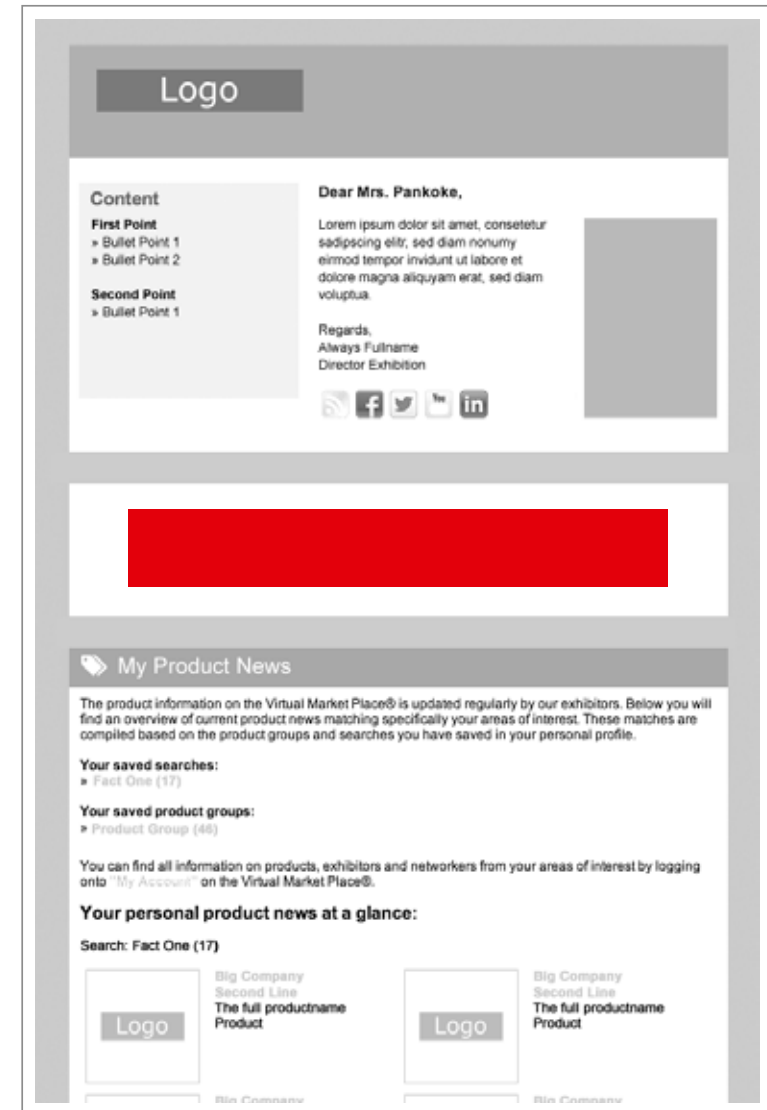 Logo
Content
First Point
» Bullet Point 1
» Bullet Point 2
Second Point
» Bullet Point 1
Dear Mrs. Pankoke,
Lorem ipsum dolor sit amet, consetetur
sadipscing elitr, sed diam nonumy
eirmod tempor invidunt ut labore et
dolore magna aliquyam erat, sed diam
voluptua.
Regards,
Always Fullname
Director Exhibition
You
in
My Product News
The product information on the Virtual Market Place® is updated regularly by our exhibitors. Below you will
find an overview of current product news matching specifically your areas of interest. These matches are
compiled based on the product groups and searches you have saved in your personal profile.
Your saved searches:
» Fact One (17)
Your saved product groups:
» Product Group (46)
You can find all information on products, exhibitors and networkers from your areas of interest by logging
onto "My Account" on the Virtual Market Place®.
Your personal product news at a glance:
Search: Fact One (17)
Logo
Big Company
Second Line
The full productname
Product
Logo
Big Company
Second Line
The full productname
Product
Big Company
Big Company